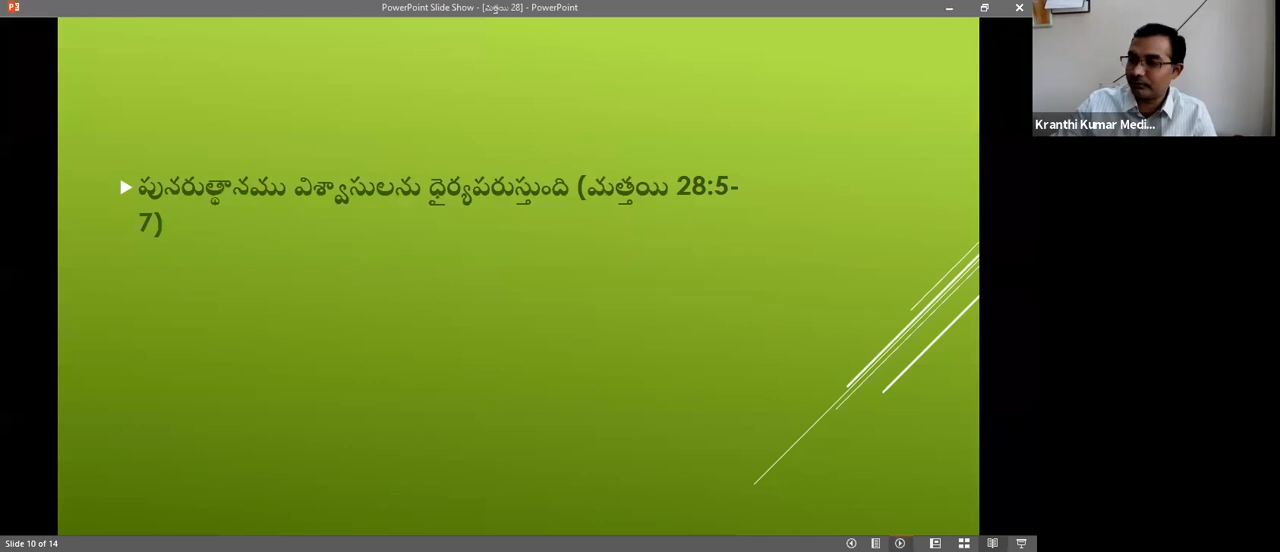 PowerPoint Slide Show - [మత్తయి 28] - PowerPoint
Kranthi Kumar Medi...
పునరుత్థానము విశ్వాసులను ధైర్యపరుస్తుంది (మత్తయి 28:5-
7)
Slide 10 of 14